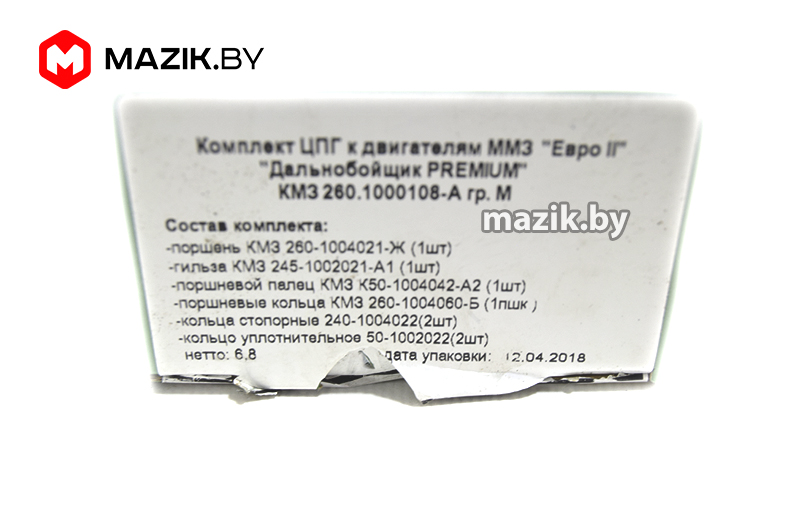 MAZIK.BY
Комплект ЦПГ к двигателям ММЗ "Евро II"
"Дальнобойщик PREMIUM"
КМЗ 260.1000108-А гр. М
mazik.by
Состав комплекта:
-поршень КМЗ 260-1004021-Ж (1шт)
-гильза КМЗ 245-1002021-А1 (1шт)
-поршневой палец КМЗ К50-1004042-А2 (1шт)
-поршневые кольца КМЗ 260-1004060-Б (1пшк )
-кольца стопорные 240-1004022(2шт)
-кольцо уплотнительное 50-1002022(2шт)
нетто: 6,8 дата упаковки: 12.04.2018